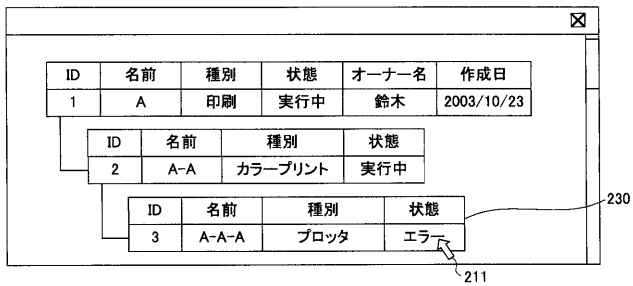 ID 名前 種別 状態 オーナー名 作成日
1 A 印刷 実行中 鈴木 2003/10/23
ID 名前 種別 状態
2 A-A カラープリント 実行中
ID 名前 種別 状態
3 A-A-A プロッタ エラー
230
211